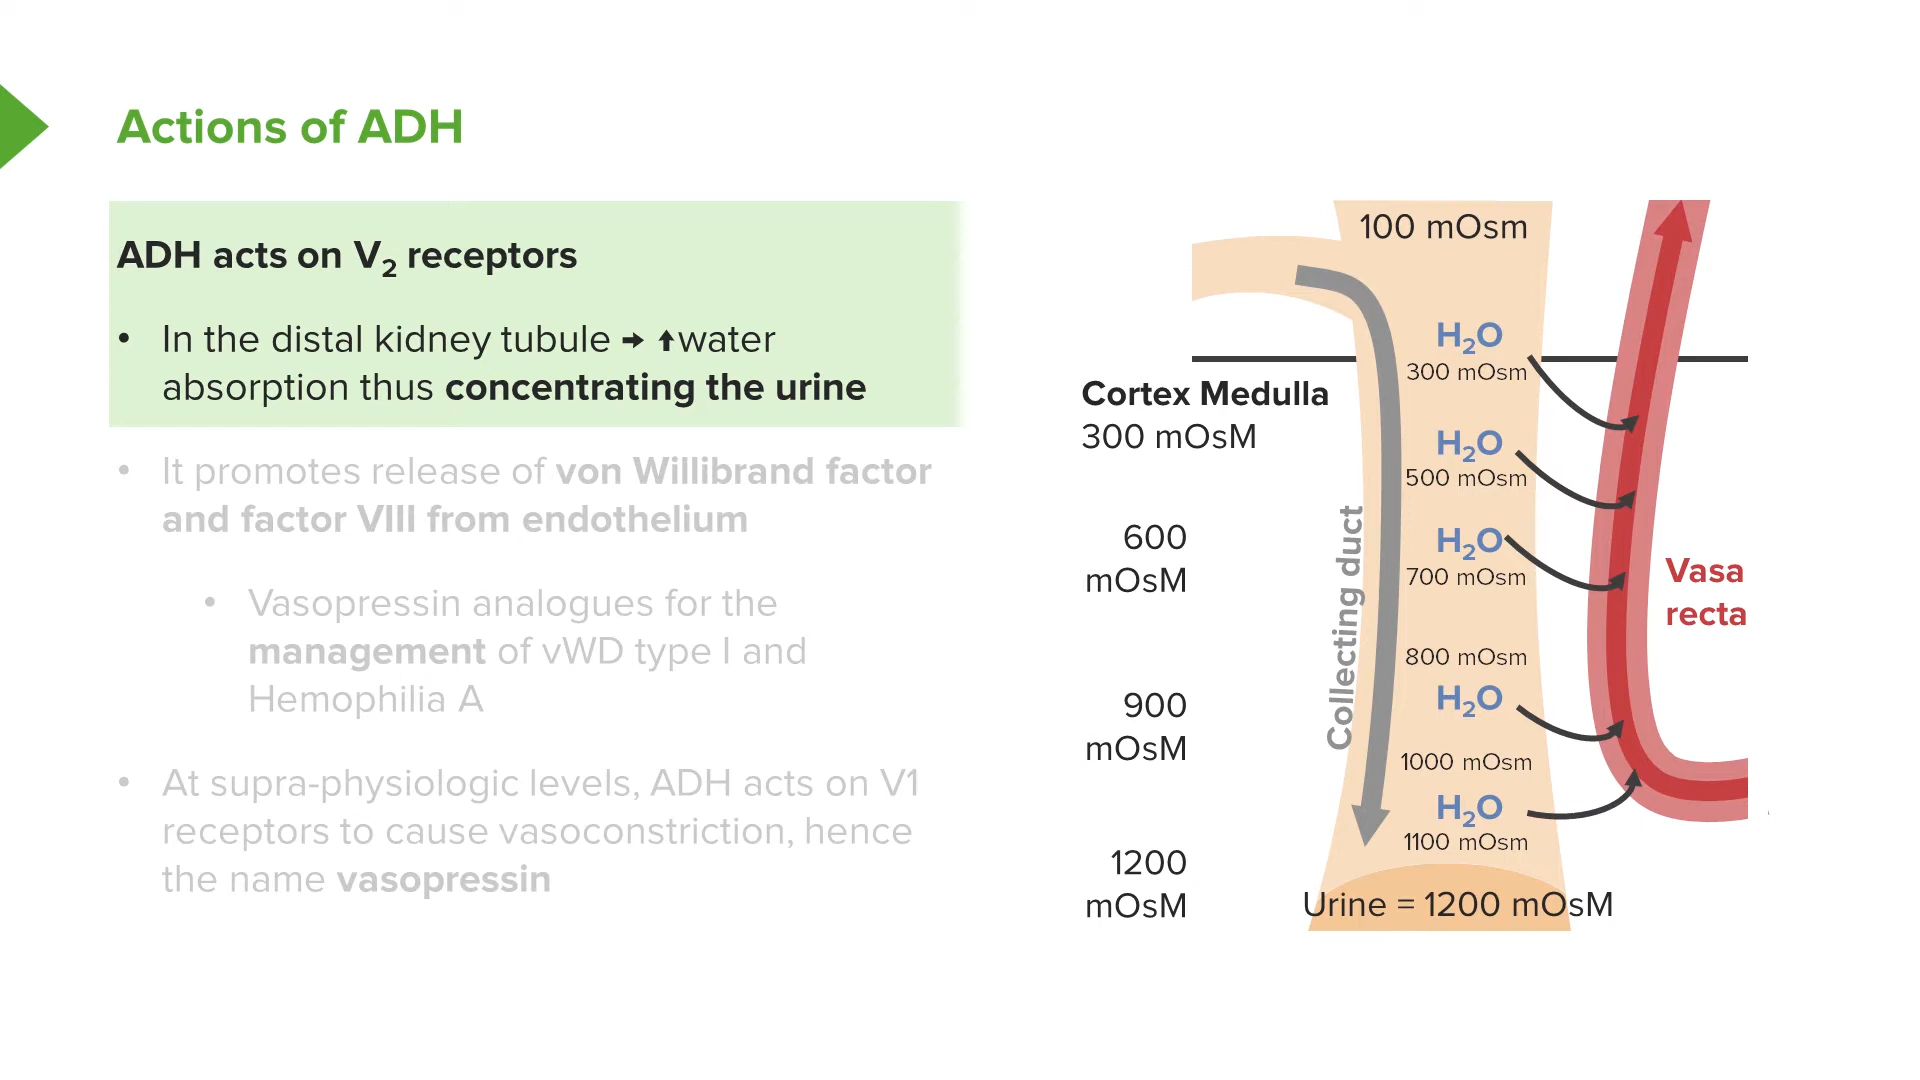 Actions of ADH
ADH acts on V₂ receptors
• In the distal kidney tubule → ↑water
absorption thus concentrating the urine
• It promotes release of von Willibrand factor
and factor VIII from endothelium
• Vasopressin analogues for the
management of vWD type I and
Hemophilia A
• At supra-physiologic levels, ADH acts on V1
receptors to cause vasoconstriction, hence
the name vasopressin
100 mOsm
H₂O
300 mOsm
Cortex Medulla
300 mOsM
H₂O
500 mOsm
600
mOsM
H₂O
700 mOsm
Collecting duct
Vasa
recta
800 mOsm
H₂O
900
mOsM
1000 mOsm
H₂O
1100 mOsm
1200
mOsM
Urine = 1200 mOsM